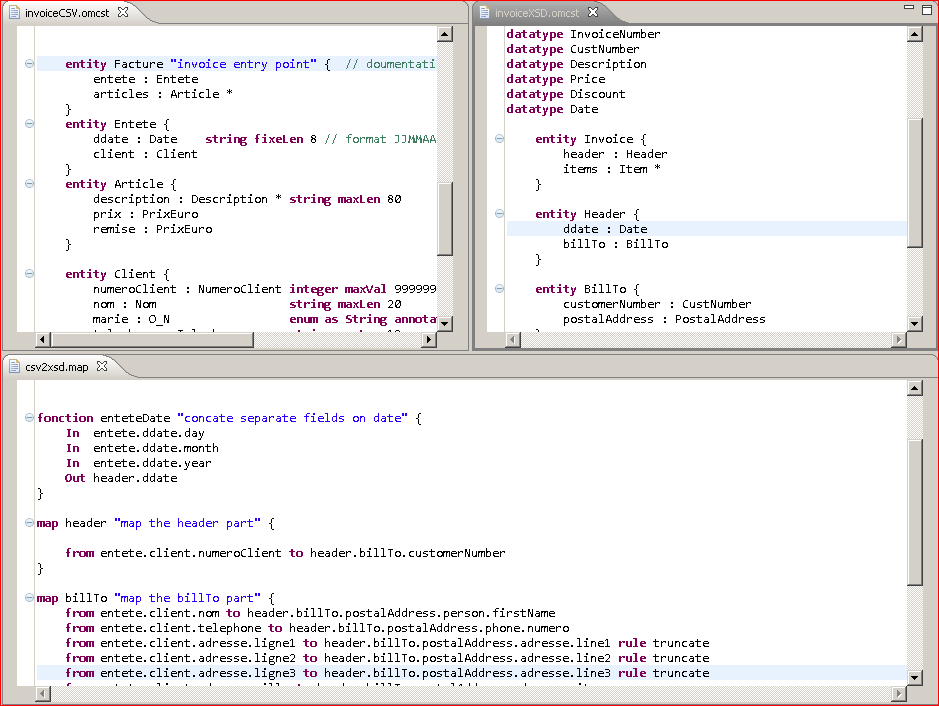 invoiceCSV.omcst
entity Facture "invoice entry point" {  // doumentati
entete : Entete
articles : Article *
}
entity Entete {
ddate : Date    string fixeLen 8 // format JJMMAA
client : Client
}
entity Article {
description : Description * string maxLen 80
prix : PrixEuro
remise : PrixEuro
}
entity Client {
numeroClient : NumeroClient integer maxVal 999999
nom : Nom                   string maxLen 20
marie : O_N                 enum as String annota
invoiceXSD.omcst
datatype InvoiceNumber
datatype CustNumber
datatype Description
datatype Price
datatype Discount
datatype Date
entity Invoice {
header : Header
items : Item *
}
entity Header {
ddate : Date
billTo : BillTo
}
entity BillTo {
customerNumber : CustNumber
postalAddress : PostalAddress
csv2xsd.map
fonction enteteDate "concate separate fields on date" {
In  entete.ddate.day
In  entete.ddate.month
In  entete.ddate.year
Out header.ddate
}
map header "map the header part" {
from entete.client.numeroClient to header.billTo.customerNumber
}
map billTo "map the billTo part" {
from entete.client.nom to header.billTo.postalAddress.person.firstName
from entete.client.telephone to header.billTo.postalAddress.phone.numero
from entete.client.adresse.ligne1 to header.billTo.postalAddress.adresse.line1 rule truncate
from entete.client.adresse.ligne2 to header.billTo.postalAddress.adresse.line2 rule truncate
from entete.client.adresse.ligne3 to header.billTo.postalAddress.adresse.line3 rule truncate